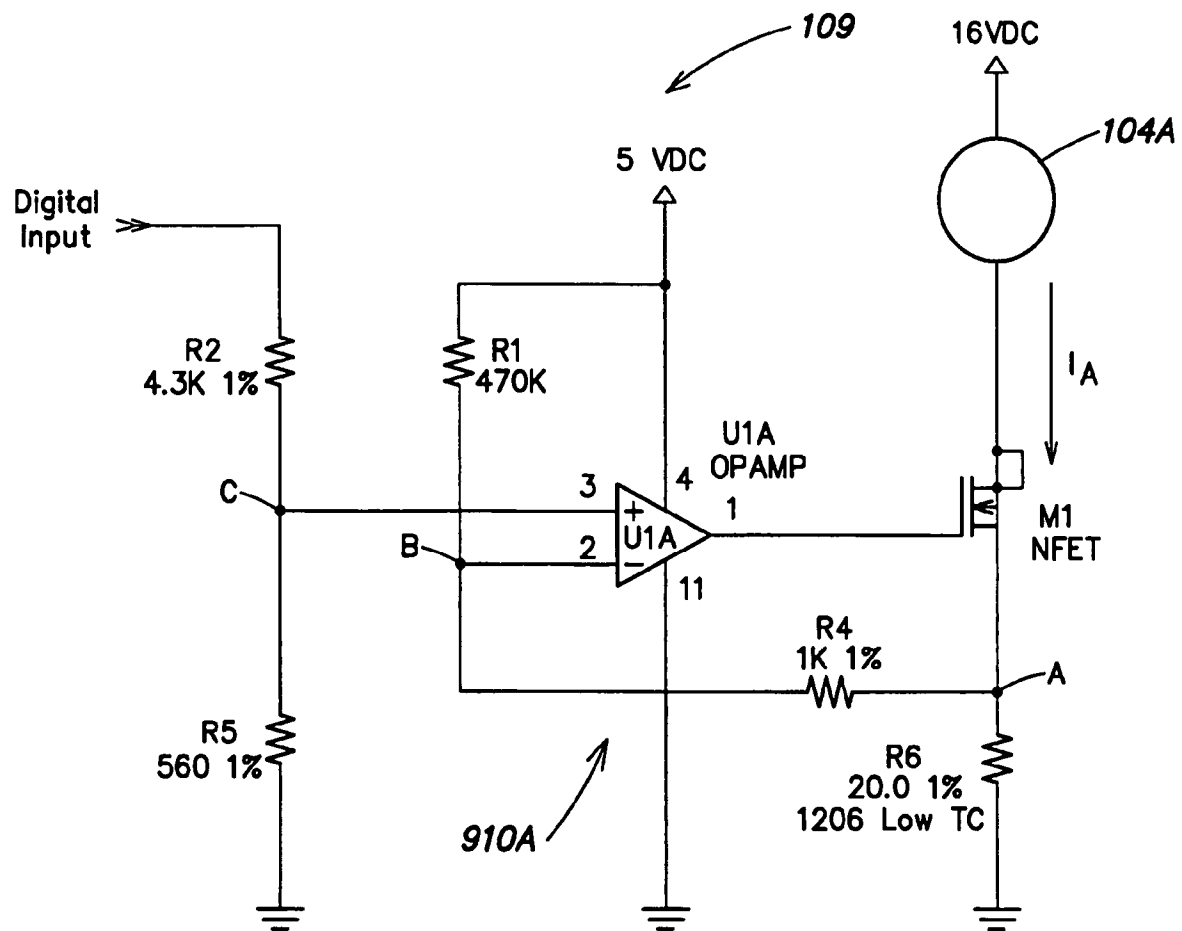 109
16VDC
104A
5 VDC
Digital
Input
R2
4.3K 1%
R1
470K
I_A
U1A
OPAMP
C
3
4
1
+
U1A
M1
NFET
B
2
−
11
R4
1K 1%
A
R5
560 1%
R6
20.0 1%
1206 Low TC
910A